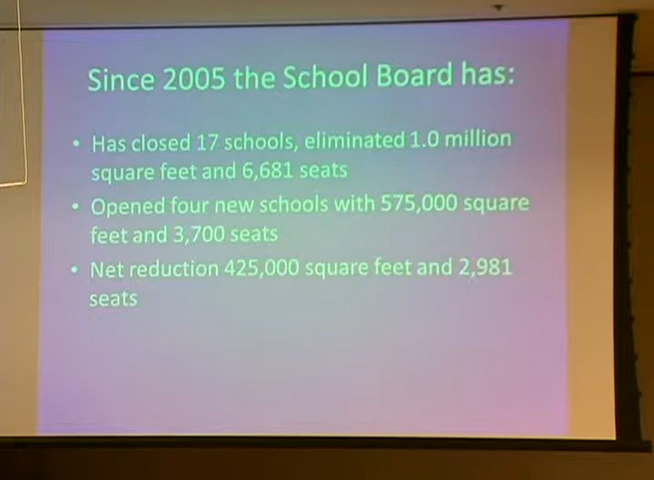 Since 2005 the School Board has:
• Has closed 17 schools, eliminated 1.0 million
square feet and 6,681 seats
• Opened four new schools with 575,000 square
feet and 3,700 seats
• Net reduction 425,000 square feet and 2,981
seats